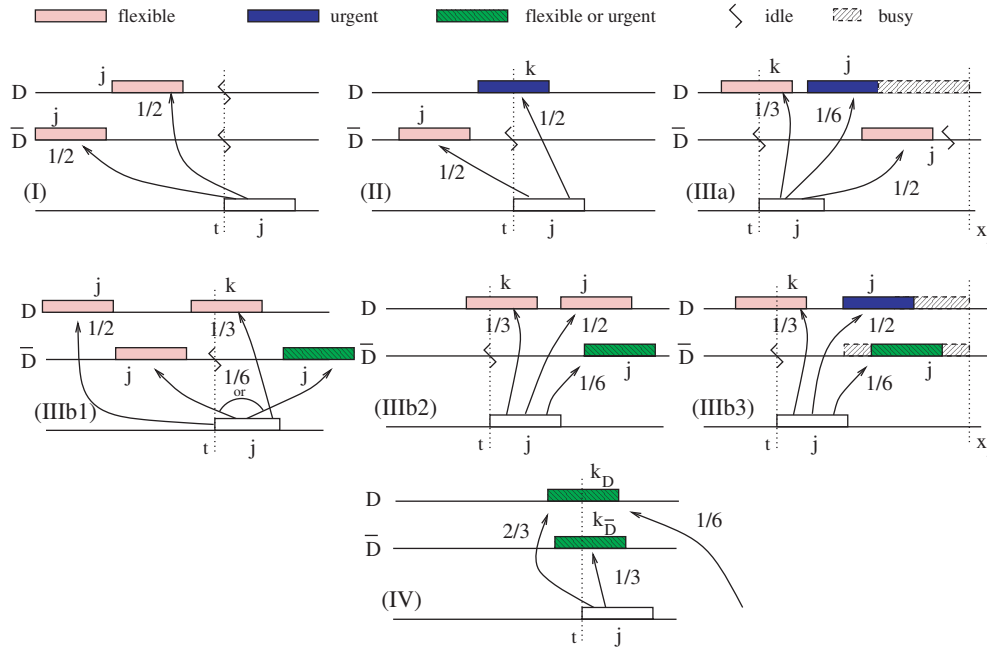 flexible urgent flexible or urgent idle busy
j k k j
D 1/2 D 1/2 D 1/3 1/6
j j
D̅ 1/2 D̅ 1/2 D̅ j
(I) (II) (IIIa) 1/2
t j t j t j x
j k k j k j
D 1/2 1/3 D 1/3 1/2 D 1/3 1/2
D̅ j 1/6 or j D̅ 1/6 j D̅ 1/6 j
(IIIb1) (IIIb2) (IIIb3)
t j t j t j x
k_D
D
2/3 k_D̅ 1/6
D̅
1/3
(IV)
t j